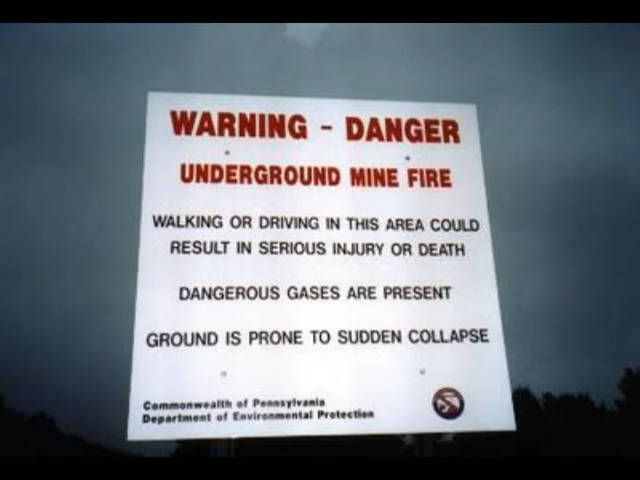 WARNING - DANGER
UNDERGROUND MINE FIRE
WALKING OR DRIVING IN THIS AREA COULD
RESULT IN SERIOUS INJURY OR DEATH
DANGEROUS GASES ARE PRESENT
GROUND IS PRONE TO SUDDEN COLLAPSE
Commonwealth of Pennsylvania
Department of Environmental Protection